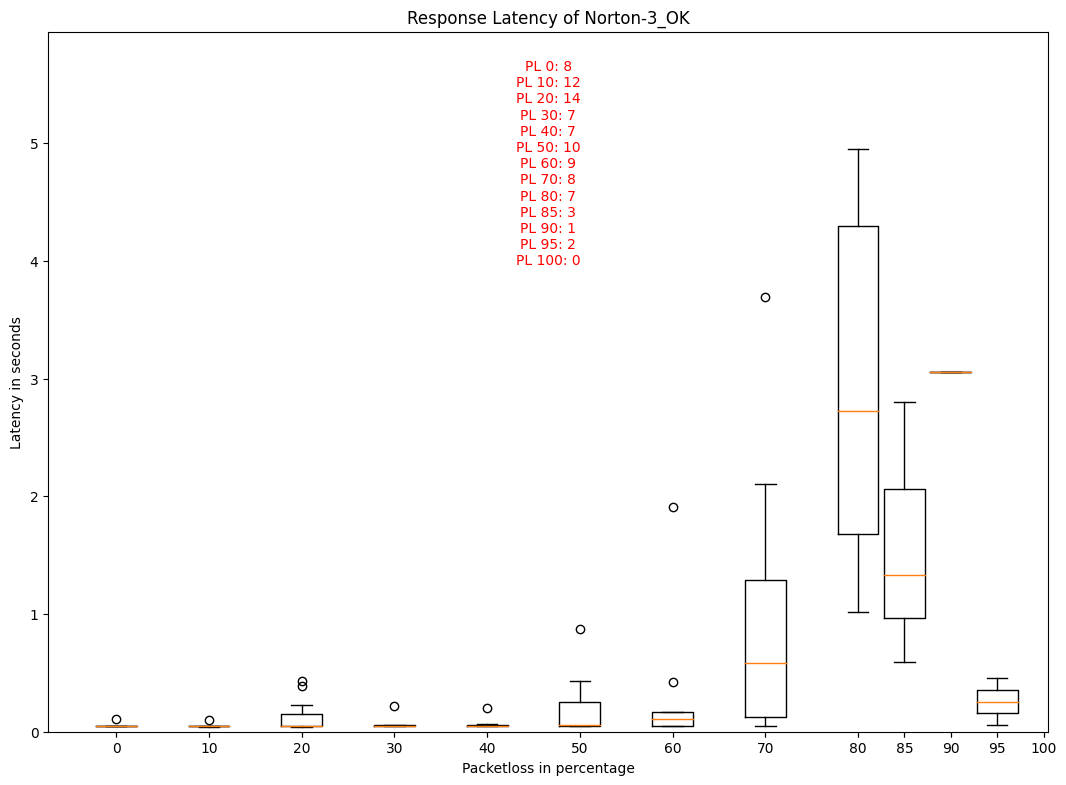 Response Latency of Norton-3_OK
PL 0: 8
PL 10: 12
PL 20: 14
PL 30: 7
PL 40: 7
PL 50: 10
PL 60: 9
PL 70: 8
PL 80: 7
PL 85: 3
PL 90: 1
PL 95: 2
PL 100: 0
Latency in seconds
5
4
3
2
1
0
0 10 20 30 40 50 60 70 80 85 90 95 100
Packetloss in percentage